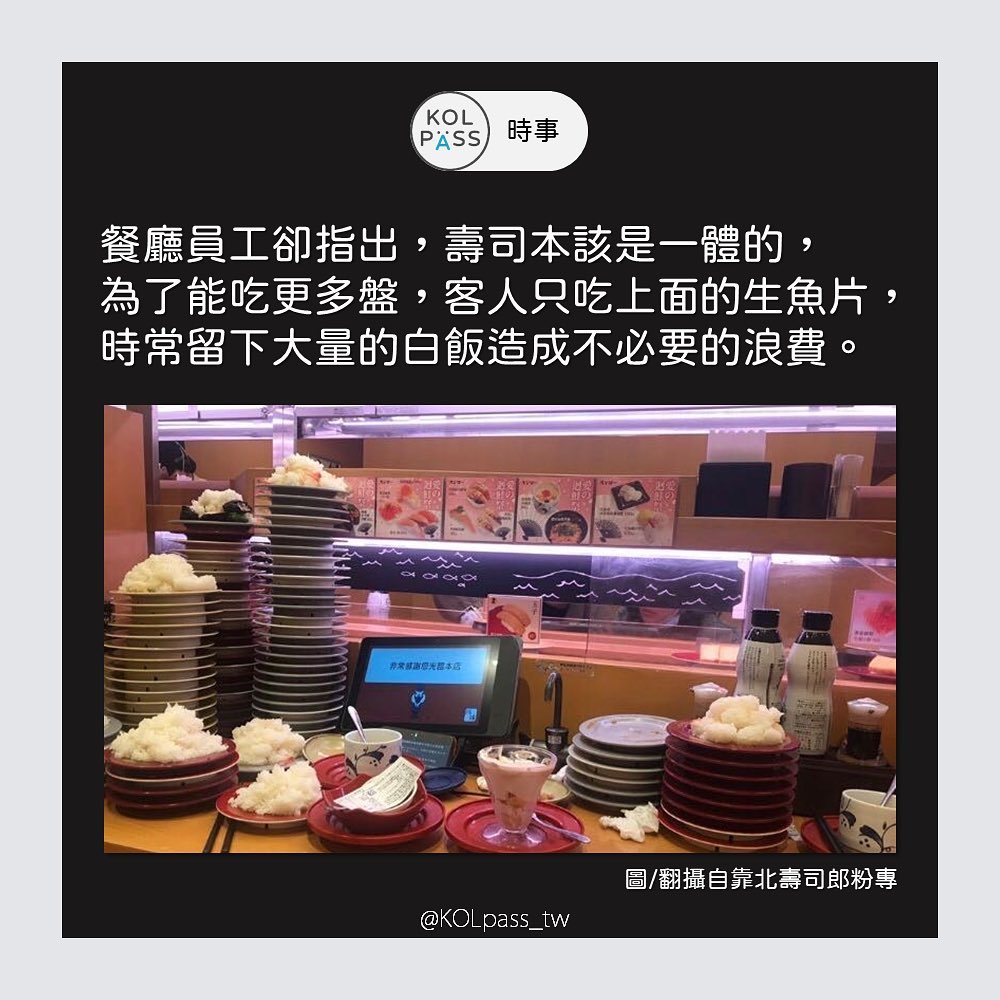 KOL
PASS
時事
餐廳員工卻指出，壽司本該是一體的，
為了能吃更多盤，客人只吃上面的生魚片，
時常留下大量的白飯造成不必要的浪費。
非常感謝您光臨本店
圖/翻攝自靠北壽司郎粉專
@KOLpass_tw